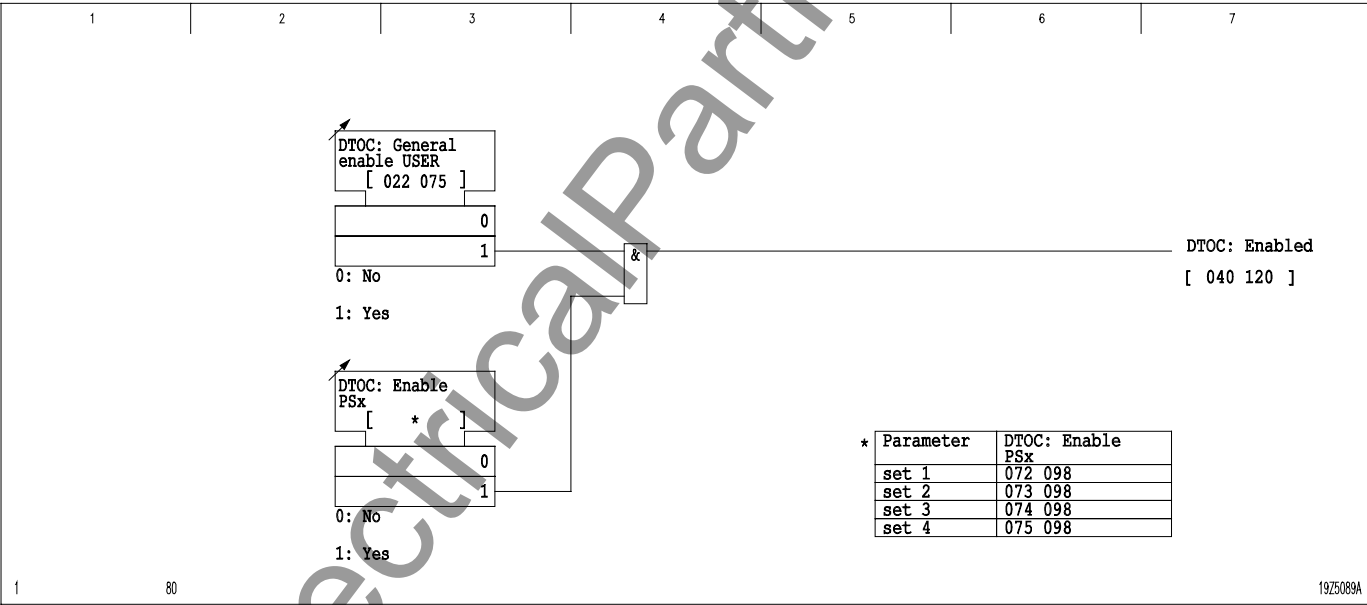 1 2 3 4 5 6 7
DTOC: General
enable USER
[ 022 075 ]
0
1
0: No
1: Yes
&
DTOC: Enabled
[ 040 120 ]
DTOC: Enable
PSx
[ * ]
0
1
0: No
1: Yes
* Parameter DTOC: Enable
PSx
set 1 072 098
set 2 073 098
set 3 074 098
set 4 075 098
1 80 19Z5089A
ectricalParti